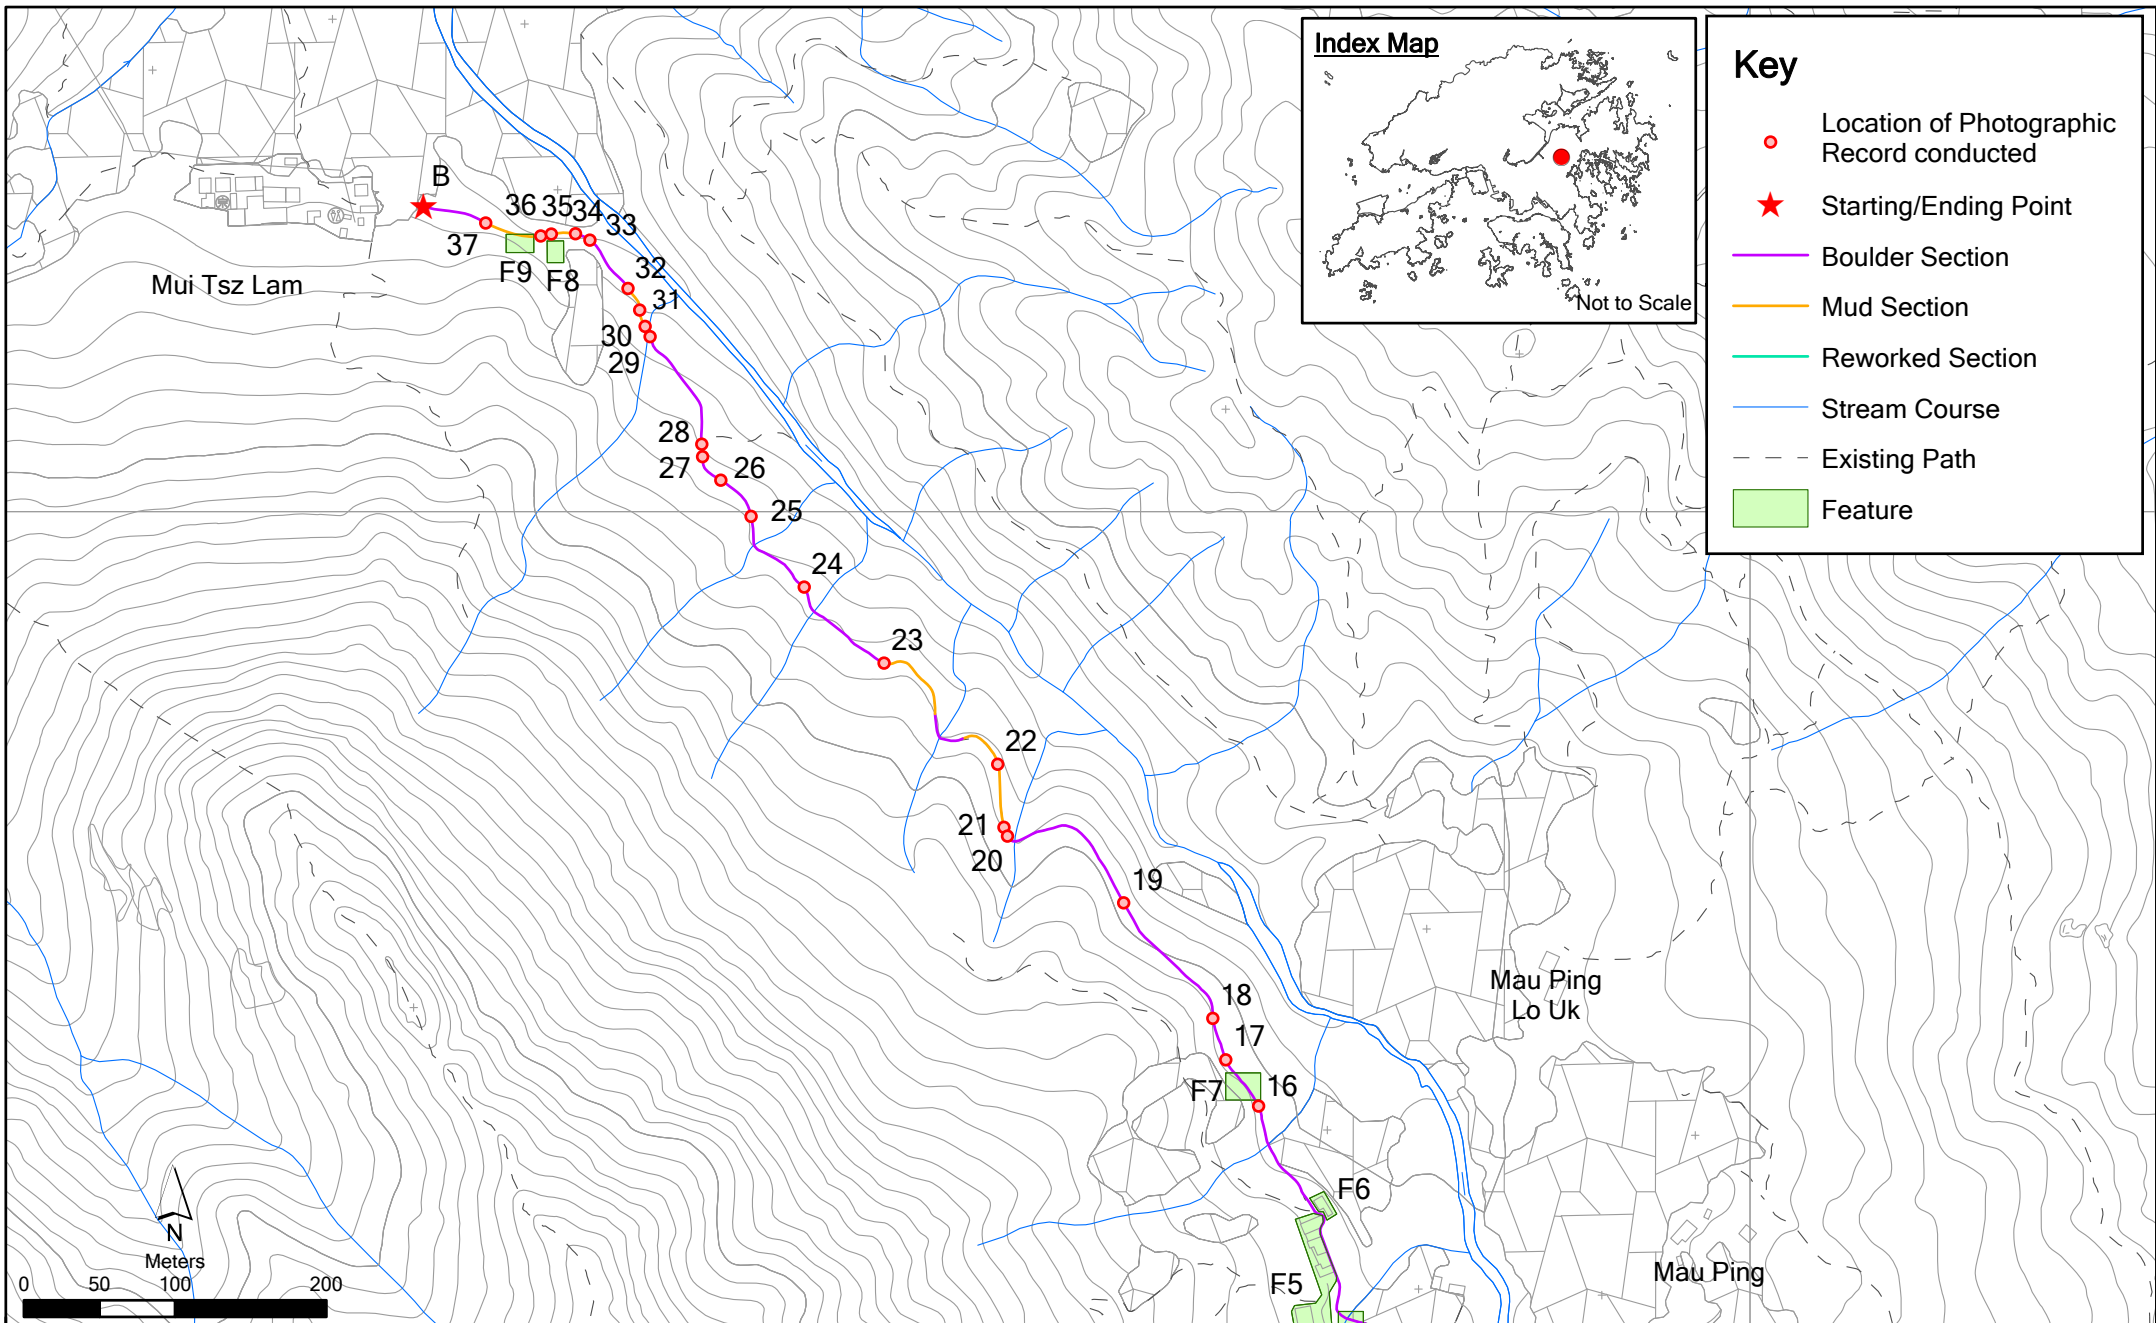 Index Map
Not to Scale
Key
Location of Photographic
Record conducted
Starting/Ending Point
Boulder Section
Mud Section
Reworked Section
Stream Course
Existing Path
Feature
B
36
35
34
33
37
F9
F8
32
Mui Tsz Lam
31
30
29
28
27
26
25
24
23
22
21
20
19
18
17
16
F7
Mau Ping
Lo Uk
F6
F5
Mau Ping
N
Meters
0
50
100
200